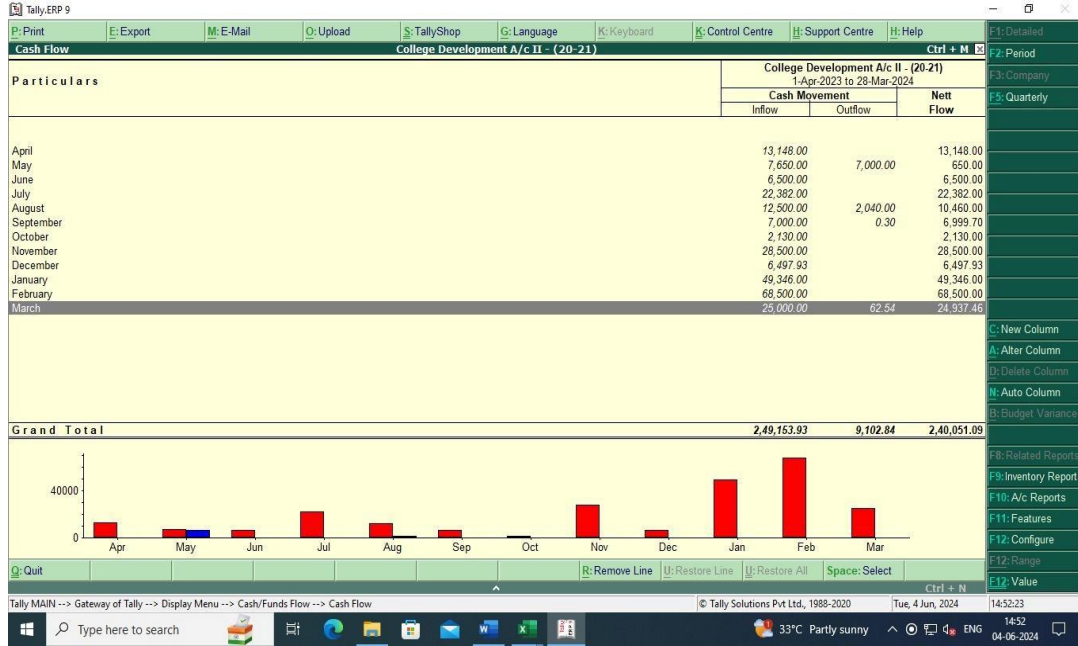 Tally.ERP 9
P: Print E: Export M: E-Mail O: Upload S: TallyShop G: Language K: Keyboard K: Control Centre H: Support Centre H: Help
Cash Flow College Development A/c II - (20-21) Ctrl + M
Particulars
College Development A/c II - (20-21)
1-Apr-2023 to 28-Mar-2024
Cash Movement Nett
Inflow Outflow Flow
April 13,148.00 13,148.00
May 7,650.00 7,000.00 650.00
June 6,500.00 6,500.00
July 22,382.00 22,382.00
August 12,500.00 2,040.00 10,460.00
September 7,000.00 0.30 6,999.70
October 2,130.00 2,130.00
November 28,500.00 28,500.00
December 6,497.93 6,497.93
January 49,346.00 49,346.00
February 68,500.00 68,500.00
March 25,000.00 62.54 24,937.46
Grand Total 2,49,153.93 9,102.84 2,40,051.09
40000
0
Apr May Jun Jul Aug Sep Oct Nov Dec Jan Feb Mar
F1: Detailed
F2: Period
F3: Company
F5: Quarterly
C: New Column
A: Alter Column
D: Delete Column
N: Auto Column
B: Budget Variance
F8: Related Reports
F9: Inventory Report
F10: A/c Reports
F11: Features
F12: Configure
F12: Range
F12: Value
Q: Quit R: Remove Line U: Restore Line U: Restore All Space: Select
Ctrl + N
Tally MAIN --> Gateway of Tally --> Display Menu --> Cash/Funds Flow --> Cash Flow © Tally Solutions Pvt Ltd., 1988-2020 Tue, 4 Jun, 2024 14:52:23
Type here to search 33°C Partly sunny ENG 14:52
04-06-2024